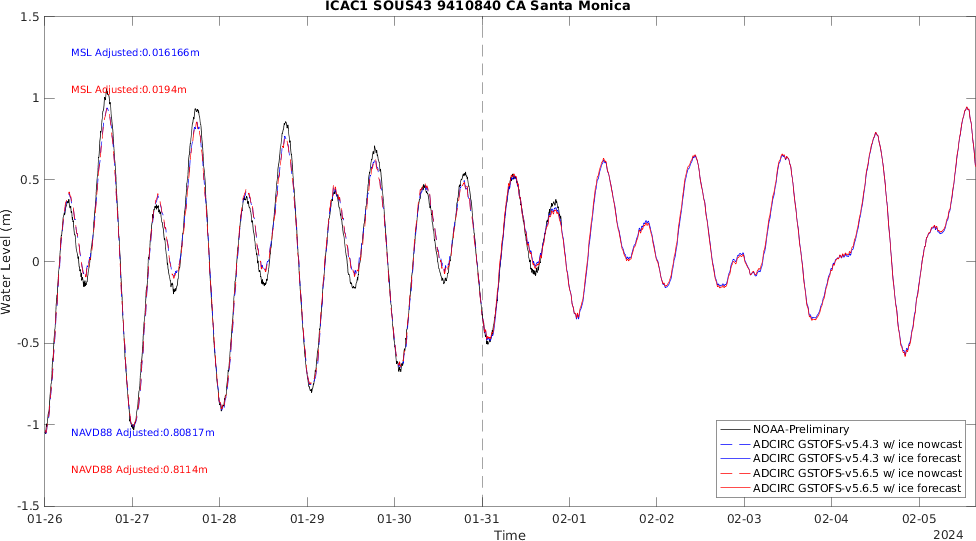 ICAC1 SOUS43 9410840 CA Santa Monica
1.5
MSL Adjusted:0.016166m
MSL Adjusted:0.0194m
1
0.5
0
-0.5
-1
-1.5
Water Level (m)
NAVD88 Adjusted:0.80817m
NAVD88 Adjusted:0.8114m
NOAA-Preliminary
ADCIRC GSTOFS-v5.4.3 w/ ice nowcast
ADCIRC GSTOFS-v5.4.3 w/ ice forecast
ADCIRC GSTOFS-v5.6.5 w/ ice nowcast
ADCIRC GSTOFS-v5.6.5 w/ ice forecast
01-26 01-27 01-28 01-29 01-30 01-31 02-01 02-02 02-03 02-04 02-05
Time
2024